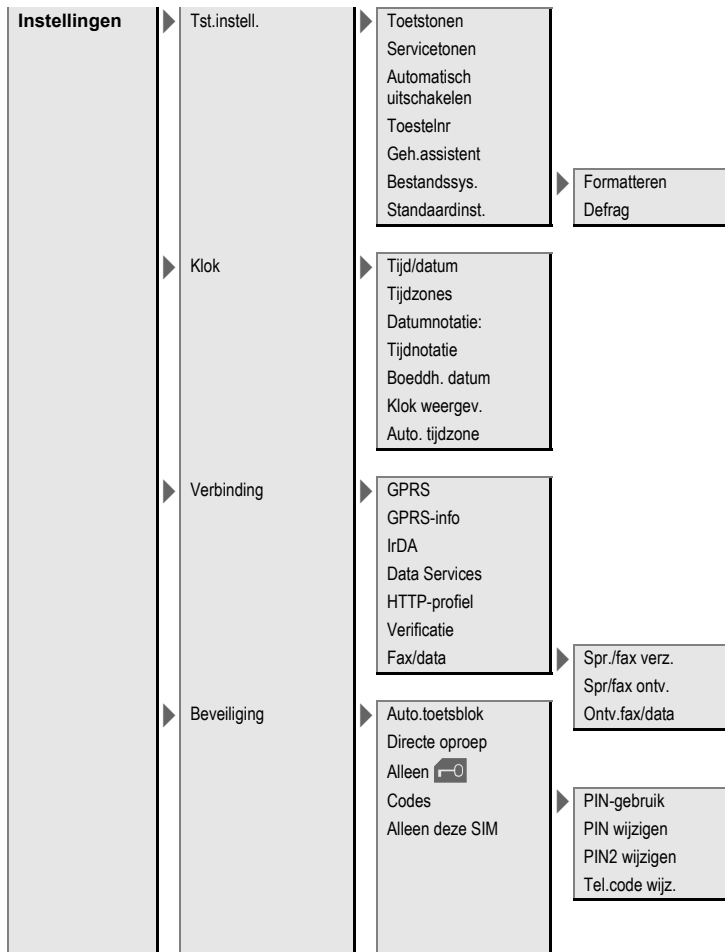 Instellingen
Tst.instell.
Toetstonen
Servicetonen
Automatisch
uitschakelen
Toestelnr
Geh.assistent
Bestandssys.
Formatteren
Standaardinst.
Defrag
Klok
Tijd/datum
Tijdzones
Datumnotatie:
Tijdnotatie
Boeddh. datum
Klok weergev.
Auto. tijdzone
Verbinding
GPRS
GPRS-info
IrDA
Data Services
HTTP-profiel
Verificatie
Fax/data
Spr./fax verz.
Spr/fax ontv.
Ontv.fax/data
Beveiliging
Auto.toetsblok
Directe oproep
Alleen
Codes
PIN-gebruik
Alleen deze SIM
PIN wijzigen
PIN2 wijzigen
Tel.code wijz.